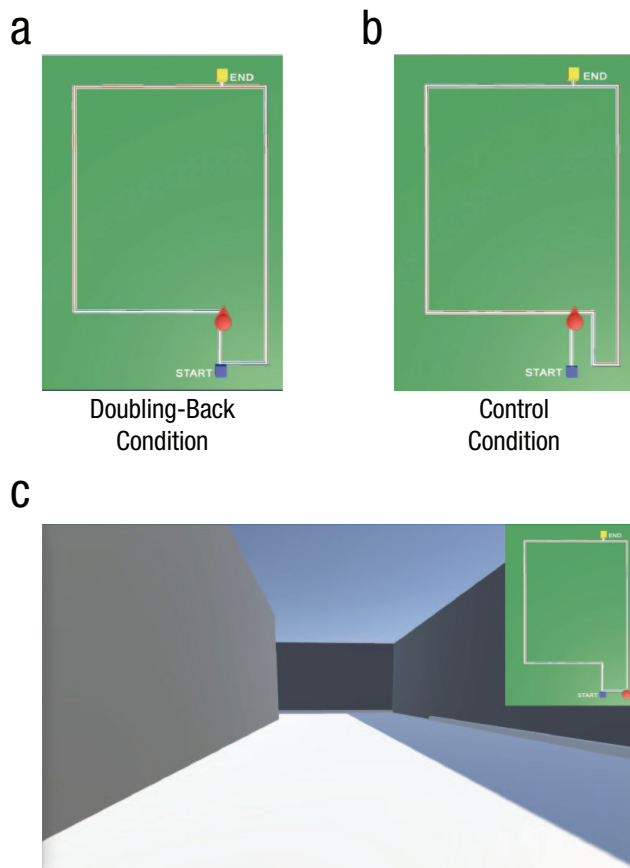 a
b
END
END
START
START
Doubling-Back
Condition
Control
Condition
c
END
START